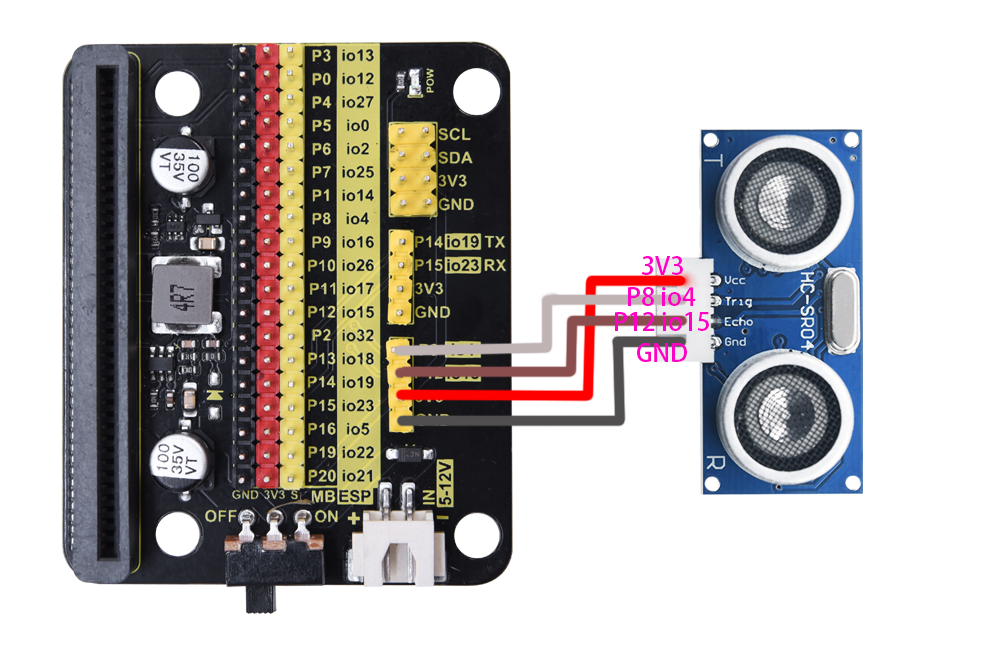 P3 io13
P0 io12
P4 io27
P5 io0
P6 io2
P7 io25
P1 io14
P8 io4
P9 io16
P10 io26
P11 io17
P12 io15
P2 io32
P13 io18
P14 io19
P15 io23
P16 io5
P19 io22
P20 io21
GND 3V3 S MB ESP
OFF ON
+ −
IN
5-12V
POW
SCL
SDA
3V3
GND
P14 io19 TX
P15 io23 RX
3V3
GND
100
35V
VT
4R7
100
35V
VT
3V3
P8 io4
P12 io15
GND
T
Vcc
Trig
Echo
Gnd
HC-SR04
R